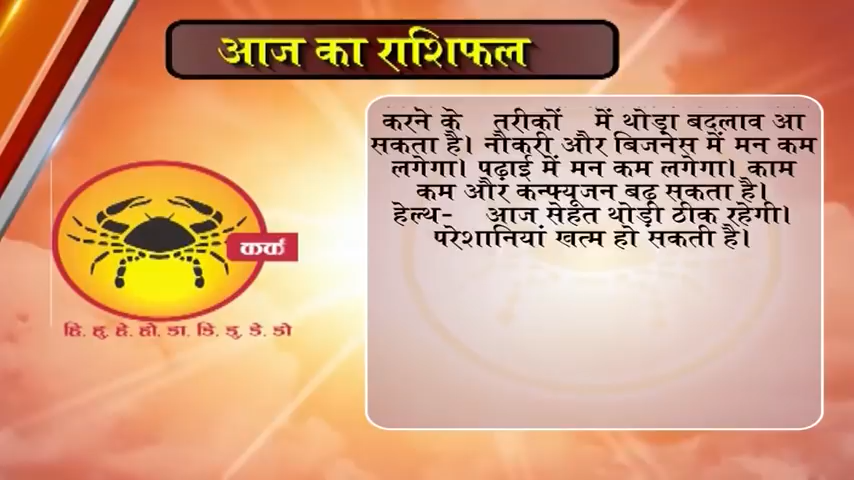 आज का राशिफल
करने के तरीकों में थोड़ा बदलाव आ
सकता है। नौकरी और बिजनेस में मन कम
लगेगा। पढ़ाई में मन कम लगेगा। काम
कम और कन्फ्यूजन बढ़ सकता है।
हेल्थ- आज सेहत थोड़ी ठीक रहेगी।
परेशानियां खत्म हो सकती है।
कर्क
हि. हु. हे. हो. डा. डि. डु. डे. डो